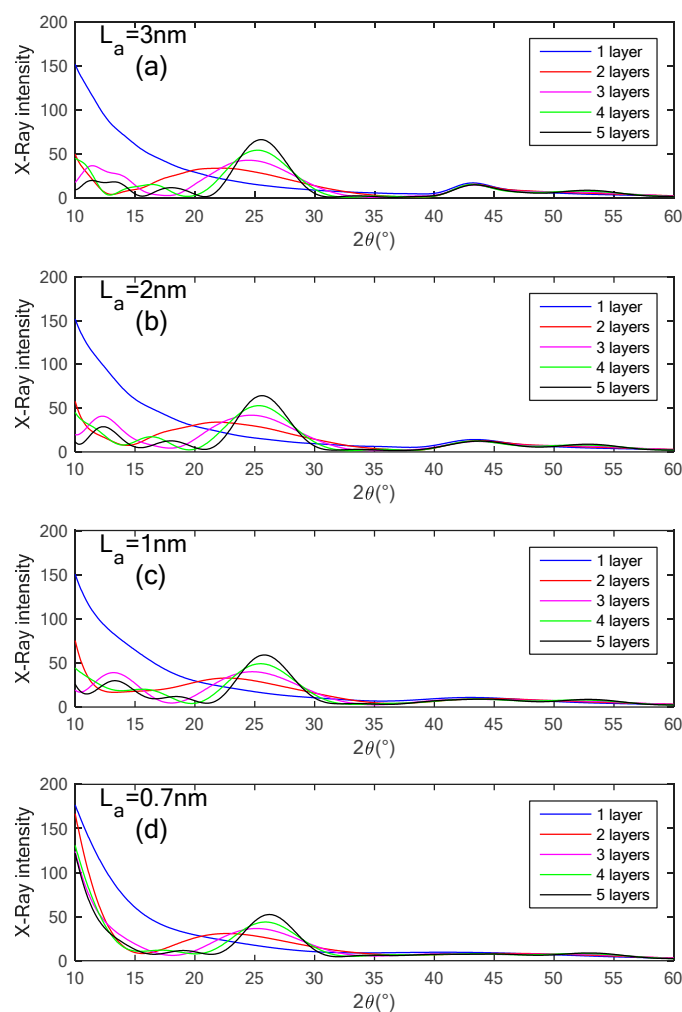 L_a=3nm
(a)
X-Ray intensity
200
150
100
50
0
1 layer
2 layers
3 layers
4 layers
5 layers
10 15 20 25 30 35 40 45 50 55 60
2θ(°)
L_a=2nm
(b)
X-Ray intensity
200
150
100
50
0
1 layer
2 layers
3 layers
4 layers
5 layers
10 15 20 25 30 35 40 45 50 55 60
2θ(°)
L_a=1nm
(c)
X-Ray intensity
200
150
100
50
0
1 layer
2 layers
3 layers
4 layers
5 layers
10 15 20 25 30 35 40 45 50 55 60
2θ(°)
L_a=0.7nm
(d)
X-Ray intensity
200
150
100
50
0
1 layer
2 layers
3 layers
4 layers
5 layers
10 15 20 25 30 35 40 45 50 55 60
2θ(°)